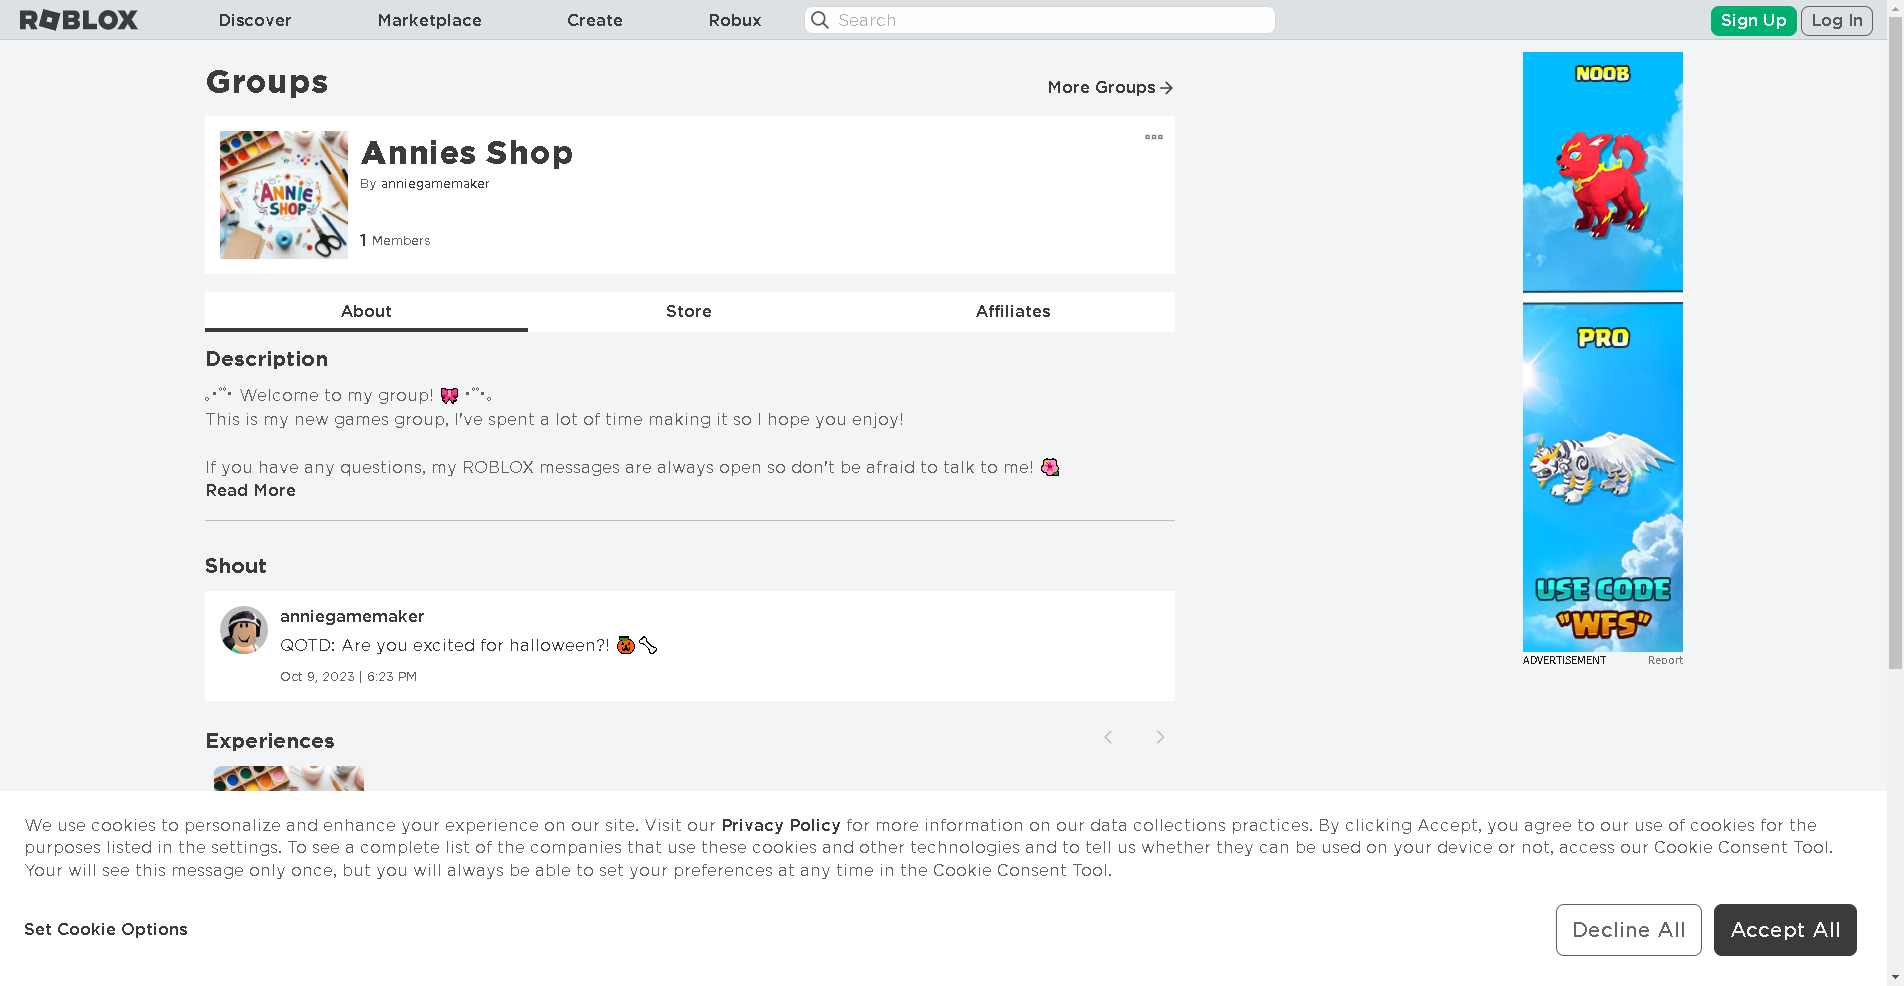 ROBLOX
Discover
Marketplace
Create
Robux
Search
Sign Up
Log In
Groups
More Groups
ANNIE
SHOP
Annies Shop
By anniegamemaker
1 Members
About
Store
Affiliates
Description
｡･ﾟﾟ･ Welcome to my group! 🎀 ･ﾟﾟ･｡
This is my new games group, I've spent a lot of time making it so I hope you enjoy!
If you have any questions, my ROBLOX messages are always open so don't be afraid to talk to me! 🌺
Read More
Shout
anniegamemaker
QOTD: Are you excited for halloween?! 🎃🦴
Oct 9, 2023 | 6:23 PM
Experiences
NOOB
PRO
USE CODE
"WFS"
ADVERTISEMENT
Report
We use cookies to personalize and enhance your experience on our site. Visit our Privacy Policy for more information on our data collections practices. By clicking Accept, you agree to our use of cookies for the
purposes listed in the settings. To see a complete list of the companies that use these cookies and other technologies and to tell us whether they can be used on your device or not, access our Cookie Consent Tool.
Your will see this message only once, but you will always be able to set your preferences at any time in the Cookie Consent Tool.
Set Cookie Options
Decline All
Accept All